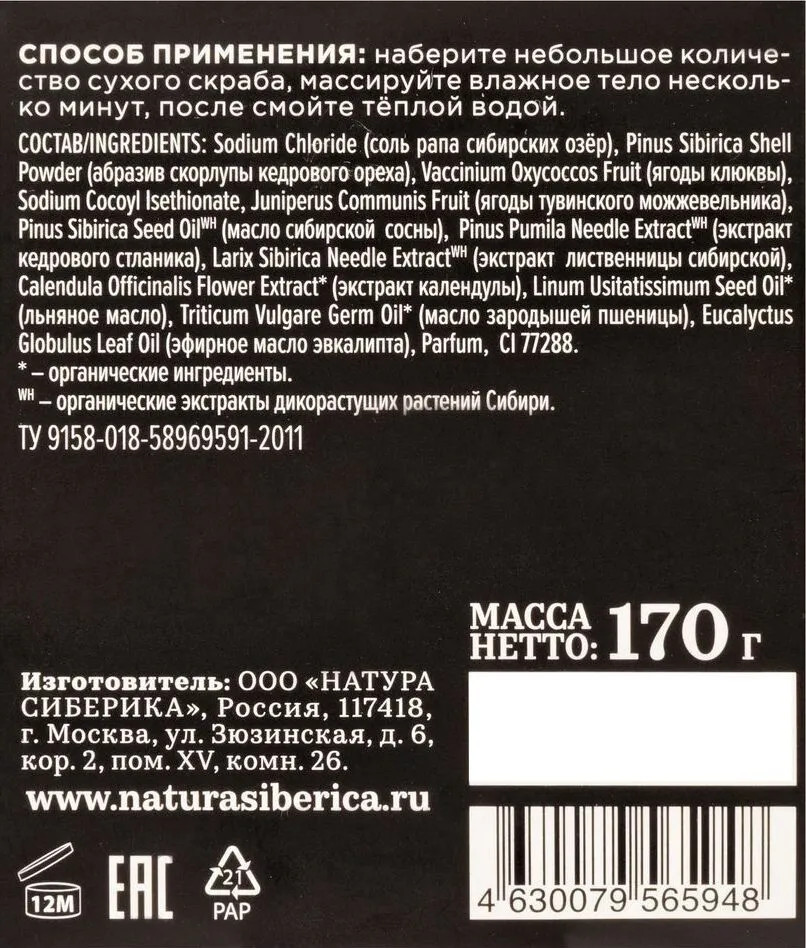 СПОСОБ ПРИМЕНЕНИЯ: наберите небольшое количе-
ство сухого скраба, массируйте влажное тело несколь-
ко минут, после смойте тёплой водой.
СОСТАВ/INGREDIENTS: Sodium Chloride (соль рапа сибирских озёр), Pinus Sibirica Shell
Powder (абразив скорлупы кедрового ореха), Vaccinium Oxycoccos Fruit (ягоды клюквы),
Sodium Cocoyl Isethionate, Juniperus Communis Fruit (ягоды тувинского можжевельника),
Pinus Sibirica Seed Oilᵂᴴ (масло сибирской сосны), Pinus Pumila Needle Extractᵂᴴ (экстракт
кедрового стланика), Larix Sibirica Needle Extractᵂᴴ (экстракт лиственницы сибирской),
Calendula Officinalis Flower Extract* (экстракт календулы), Linum Usitatissimum Seed Oil*
(льняное масло), Triticum Vulgare Germ Oil* (масло зародышей пшеницы), Eucalyctus
Globulus Leaf Oil (эфирное масло эвкалипта), Parfum, CI 77288.
* – органические ингредиенты.
ᵂᴴ – органические экстракты дикорастущих растений Сибири.
ТУ 9158-018-58969591-2011
МАССА
НЕТТО: 170 г
Изготовитель: ООО «НАТУРА
СИБЕРИКА», Россия, 117418,
г. Москва, ул. Зюзинская, д. 6,
кор. 2, пом. XV, комн. 26.
www.naturasiberica.ru
12M
EAC
21
PAP
4 630079 565948